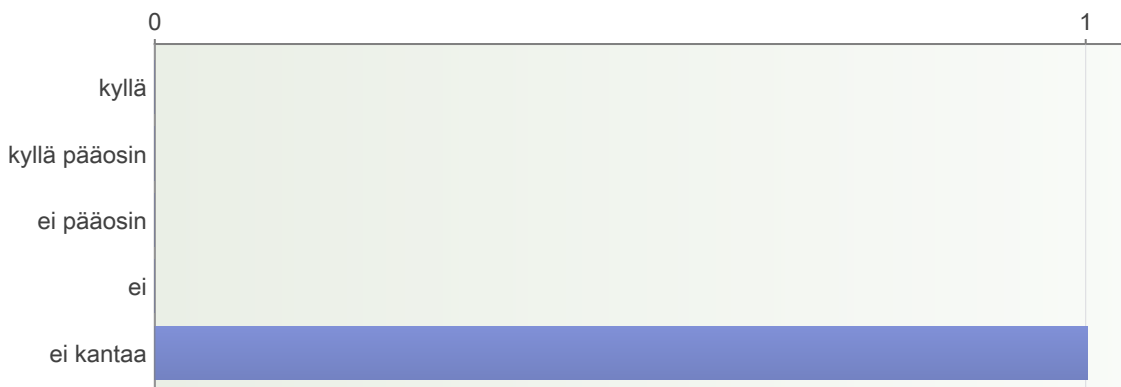 0 1
kyllä
kyllä pääosin
ei pääosin
ei
ei kantaa